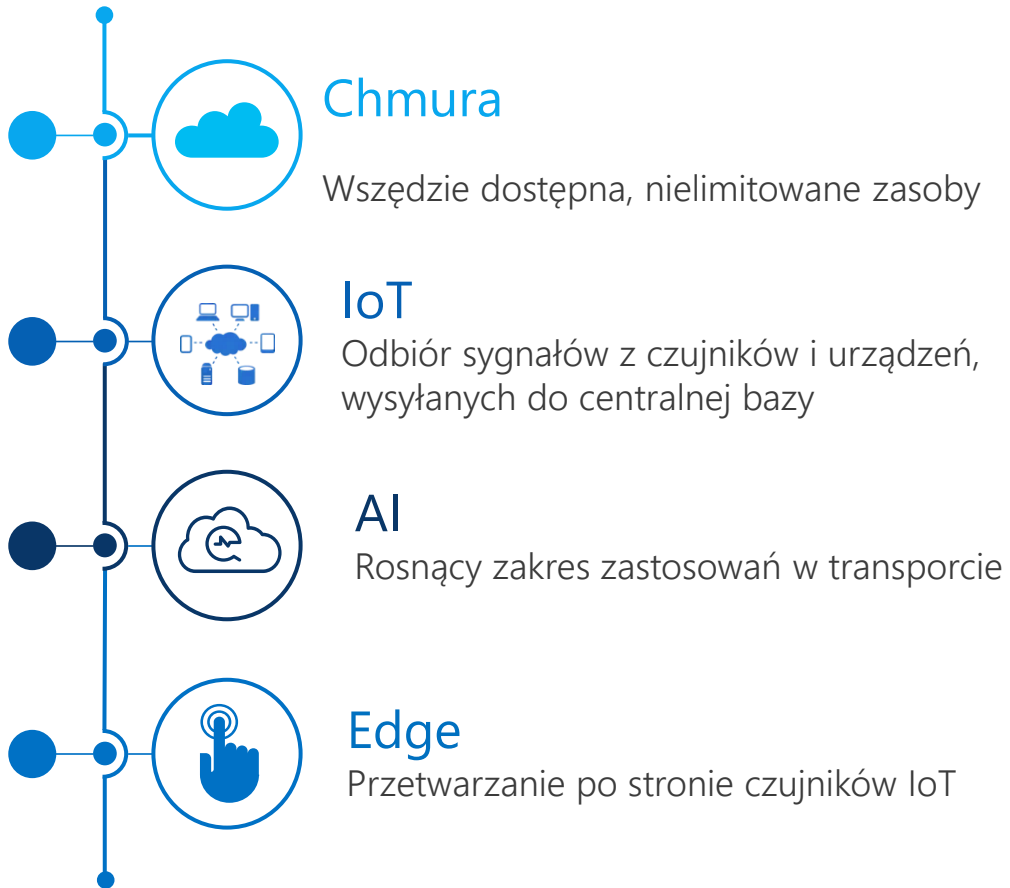 Chmura
Wszędzie dostępna, nielimitowane zasoby
IoT
Odbiór sygnałów z czujników i urządzeń,
wysyłanych do centralnej bazy
AI
Rosnący zakres zastosowań w transporcie
Edge
Przetwarzanie po stronie czujników IoT